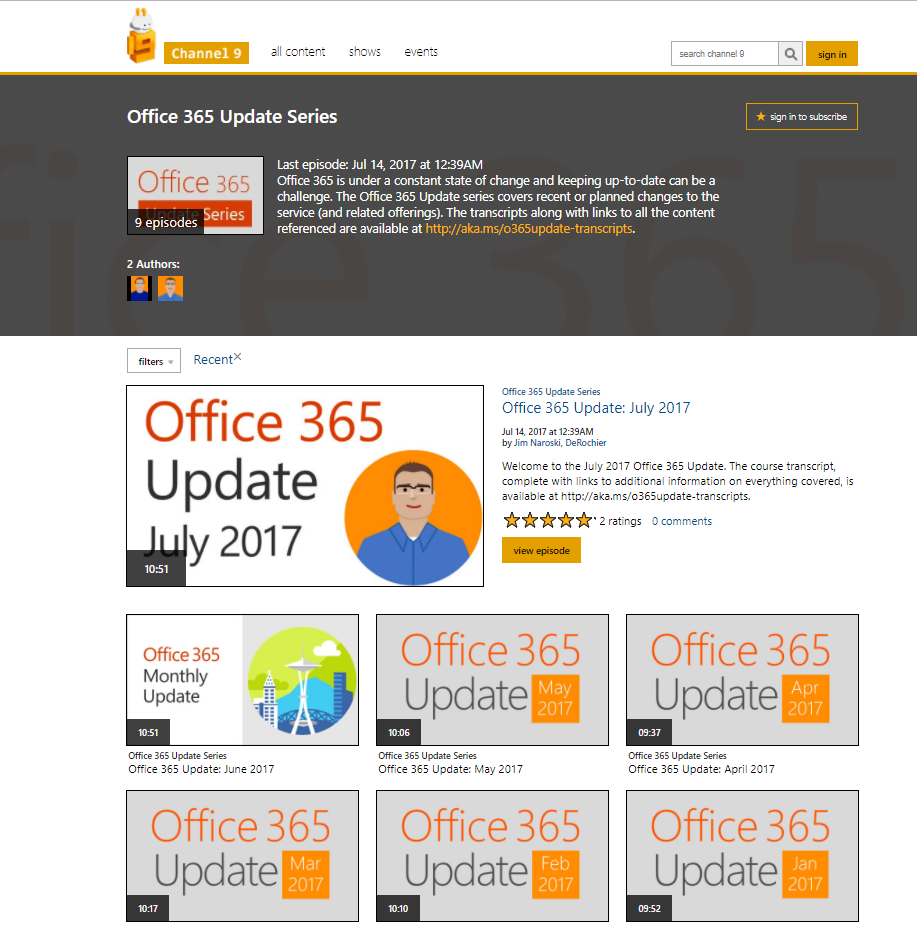 Channel 9
all content shows events
search channel 9
sign in
Office 365 Update Series
★ sign in to subscribe
Office 365
Update Series
9 episodes
Last episode: Jul 14, 2017 at 12:39AM
Office 365 is under a constant state of change and keeping up-to-date can be a
challenge. The Office 365 Update series covers recent or planned changes to the
service (and related offerings). The transcripts along with links to all the content
referenced are available at http://aka.ms/o365update-transcripts.
2 Authors:
filters
Recent×
Office 365
Update
July 2017
10:51
Office 365 Update Series
Office 365 Update: July 2017
Jul 14, 2017 at 12:39AM
by Jim Naroski, DeRochier
Welcome to the July 2017 Office 365 Update. The course transcript,
complete with links to additional information on everything covered, is
available at http://aka.ms/o365update-transcripts.
2 ratings 0 comments
view episode
Office 365
Monthly
Update
10:51
Office 365 Update Series
Office 365 Update: June 2017
Office 365
Update May
2017
10:06
Office 365 Update Series
Office 365 Update: May 2017
Office 365
Update Apr
2017
09:37
Office 365 Update Series
Office 365 Update: April 2017
Office 365
Update Mar
2017
10:17
Office 365
Update Feb
2017
10:10
Office 365
Update Jan
2017
09:52